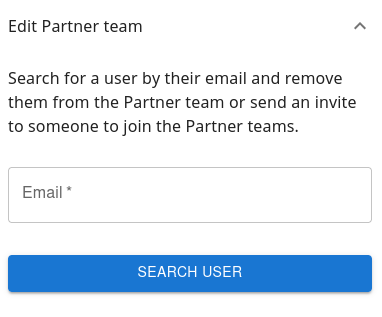 Edit Partner team
Search for a user by their email and remove
them from the Partner team or send an invite
to someone to join the Partner teams.
Email *
SEARCH USER